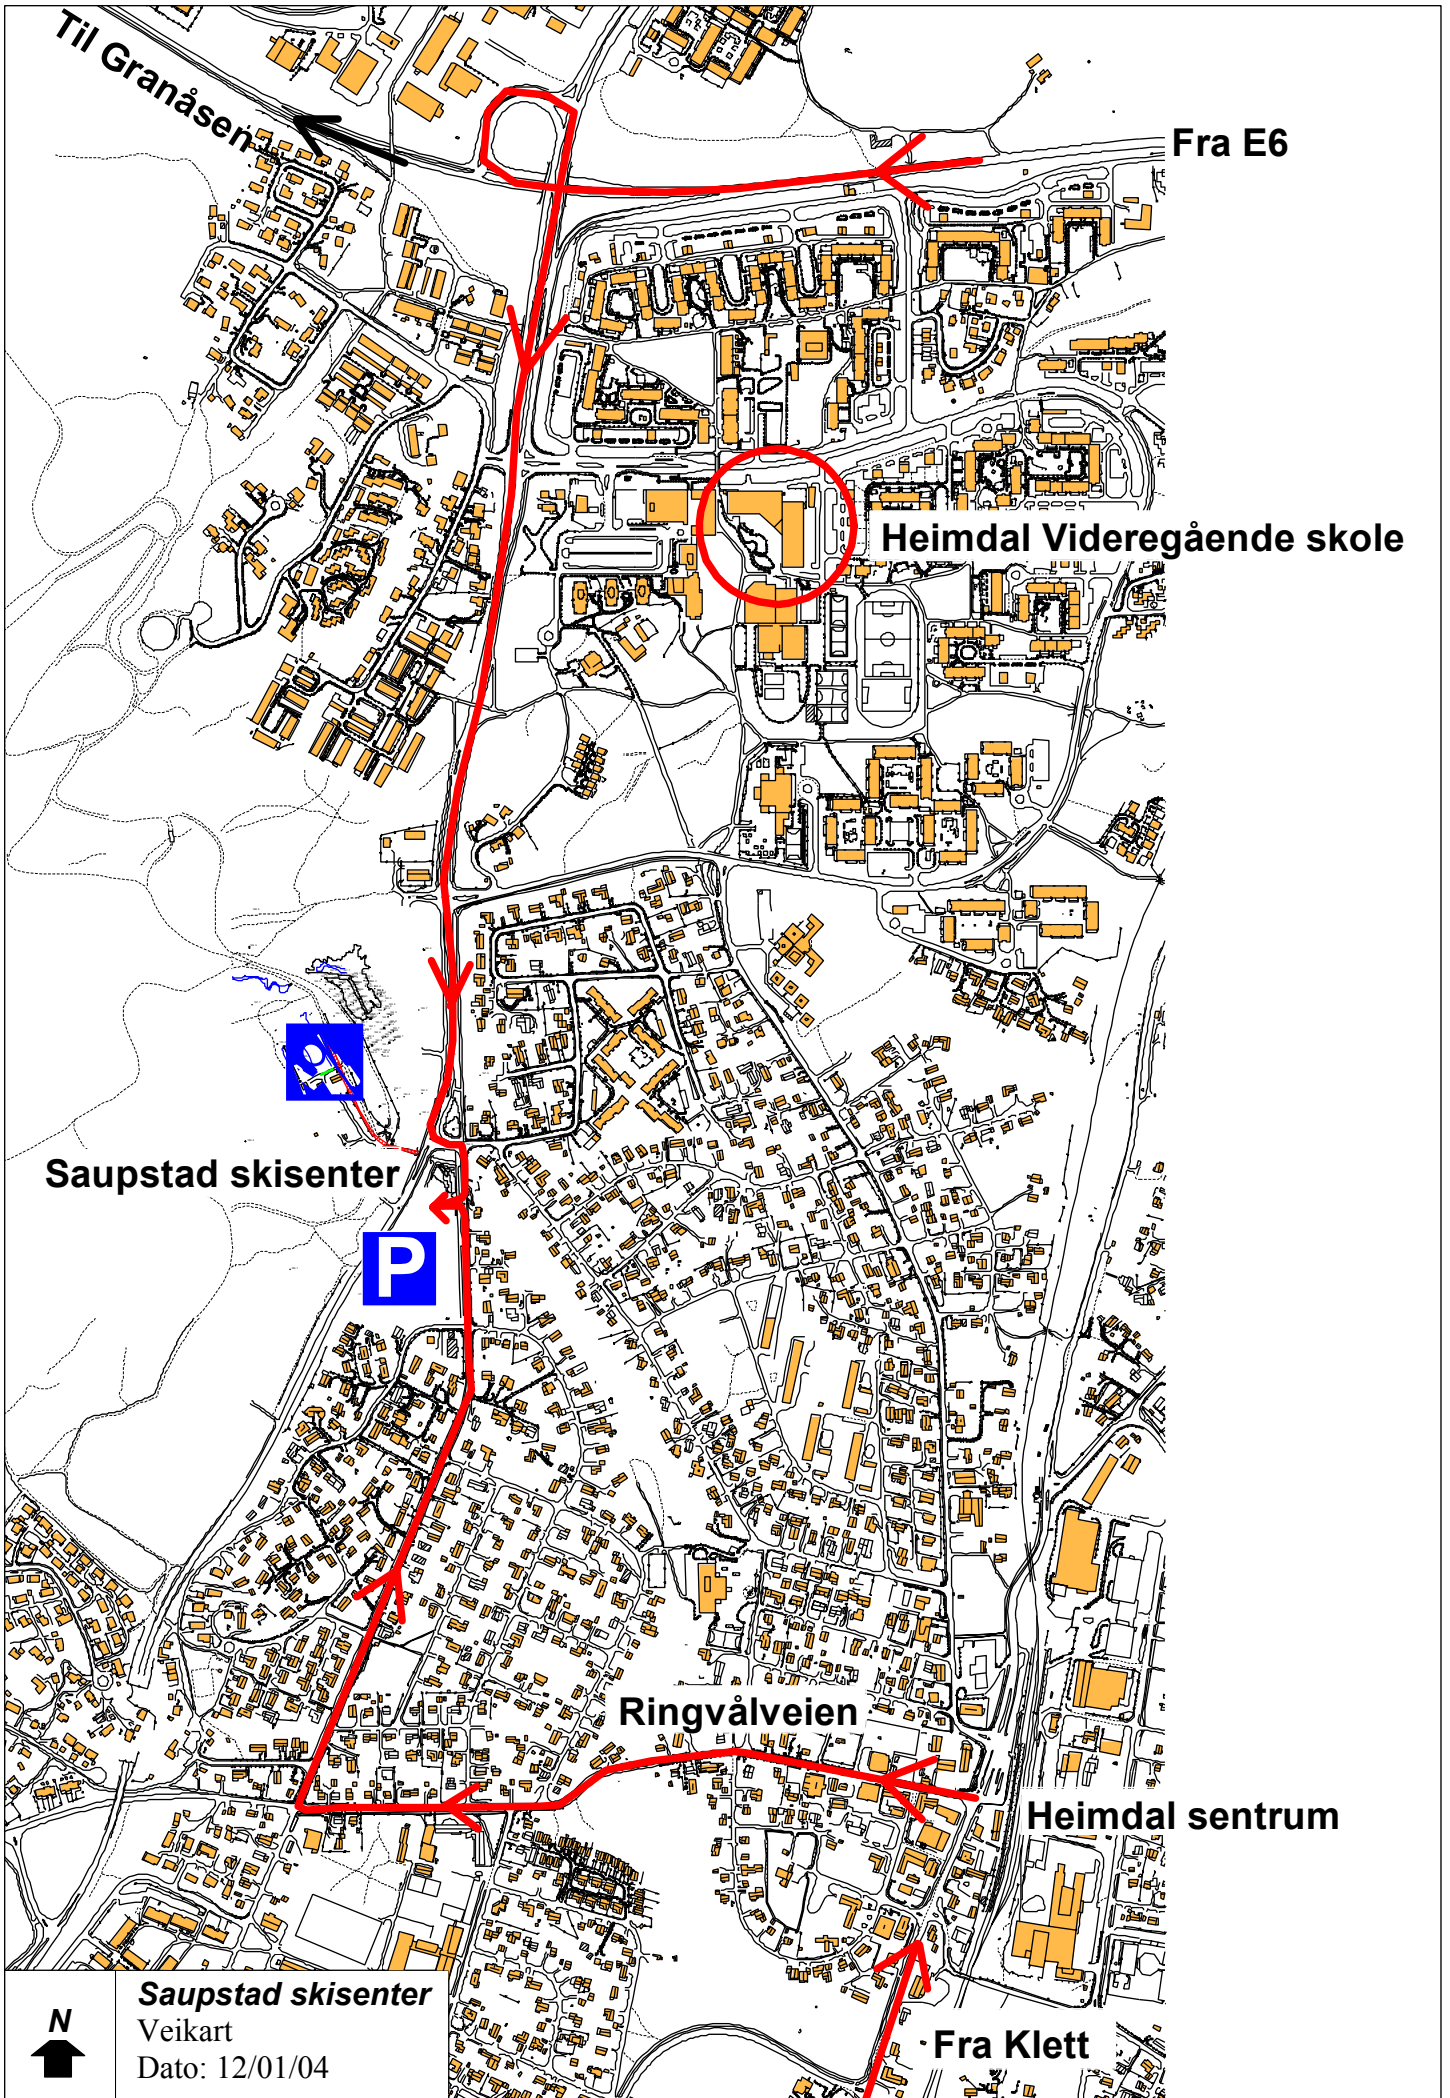 Til Granåsen
Fra E6
Heimdal Videregående skole
Saupstad skisenter
P
Ringvålveien
Heimdal sentrum
Fra Klett
N
Saupstad skisenter
Veikart
Dato: 12/01/04